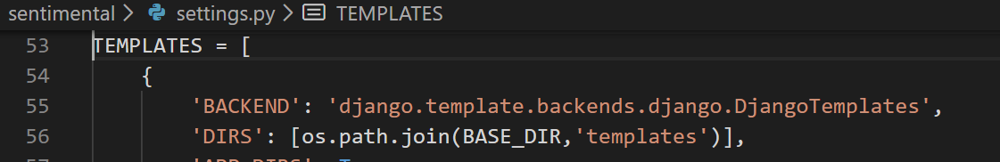 sentimental > settings.py > TEMPLATES
53 TEMPLATES = [
54 {
55 'BACKEND': 'django.template.backends.django.DjangoTemplates',
56 'DIRS': [os.path.join(BASE_DIR,'templates')],